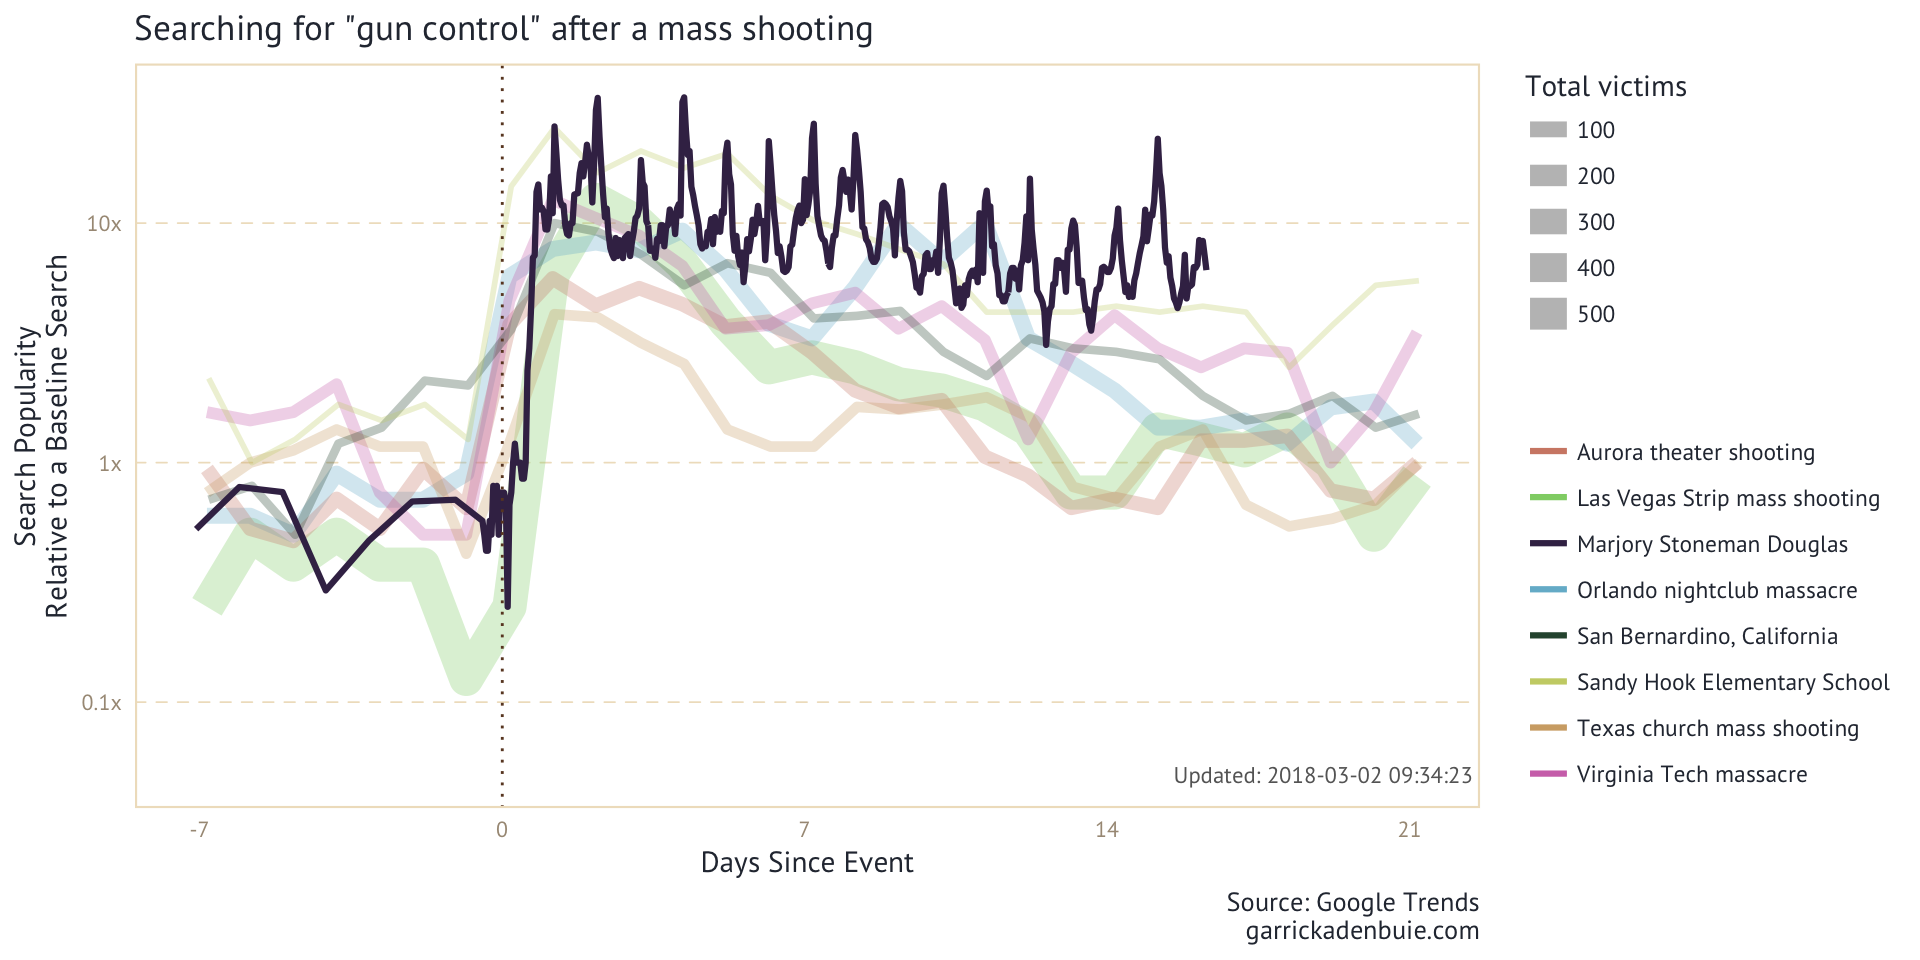 Searching for "gun control" after a mass shooting
Search Popularity
Relative to a Baseline Search
10x
1x
0.1x
-7
0
7
14
21
Days Since Event
Updated: 2018-03-02 09:34:23
Total victims
100
200
300
400
500
Aurora theater shooting
Las Vegas Strip mass shooting
Marjory Stoneman Douglas
Orlando nightclub massacre
San Bernardino, California
Sandy Hook Elementary School
Texas church mass shooting
Virginia Tech massacre
Source: Google Trends
garrickadenbuie.com